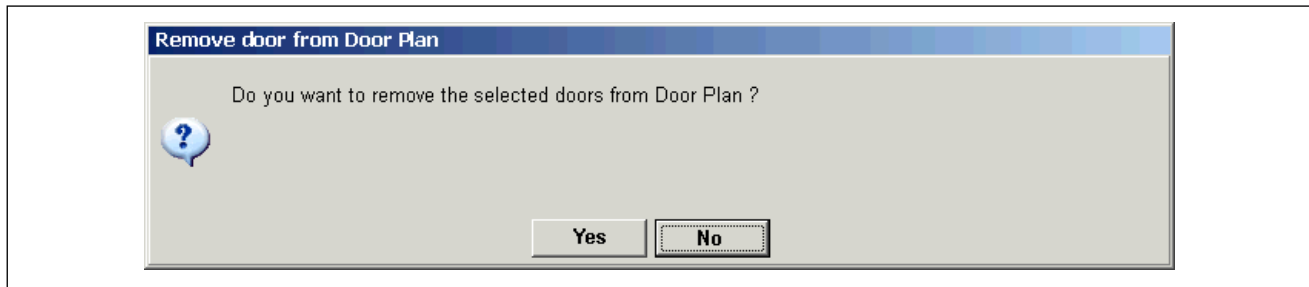 Remove door from Door Plan
Do you want to remove the selected doors from Door Plan ?
Yes
No